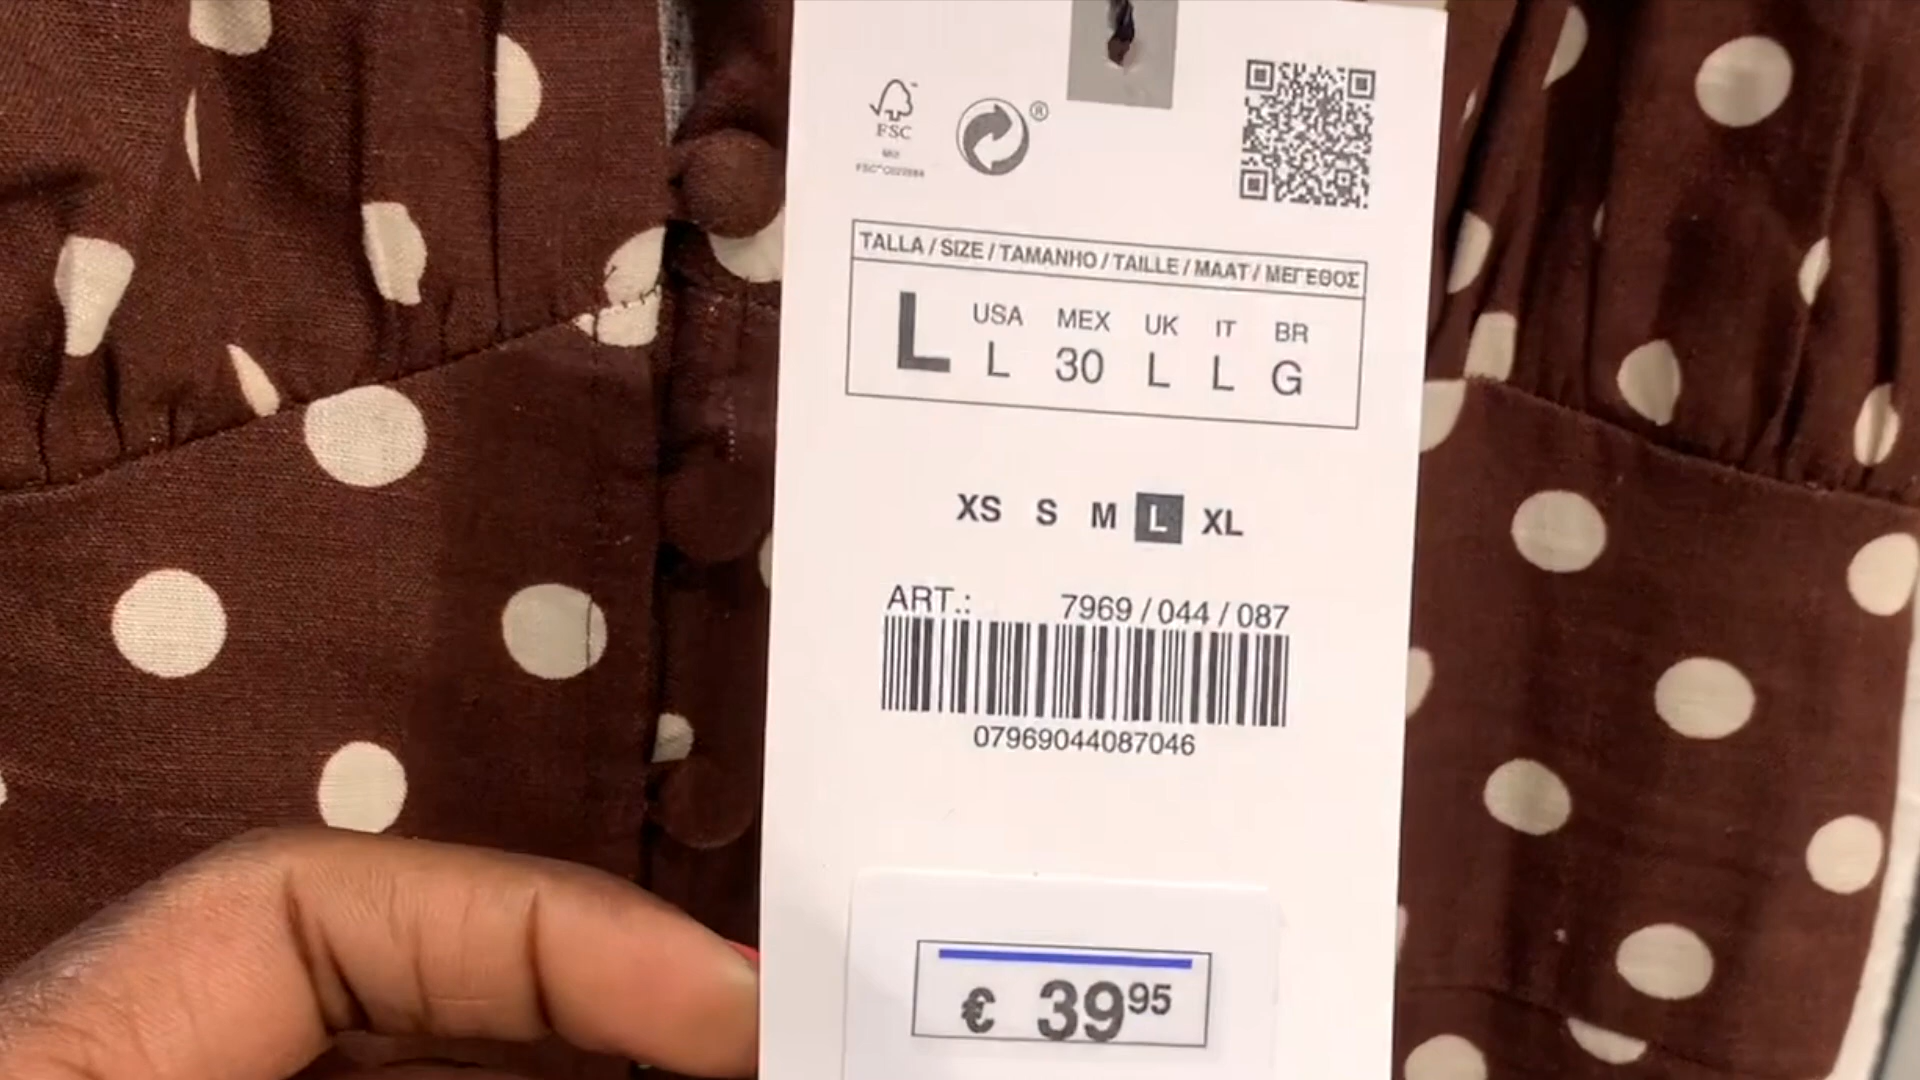 FSC
®
TALLA / SIZE / TAMANHO / TAILLE / MAAT / ΜΕΓΕΘΟΣ
L
USA MEX UK IT BR
L 30 L L G
XS S M L XL
ART.: 7969 / 044 / 087
07969044087046
€ 39 95